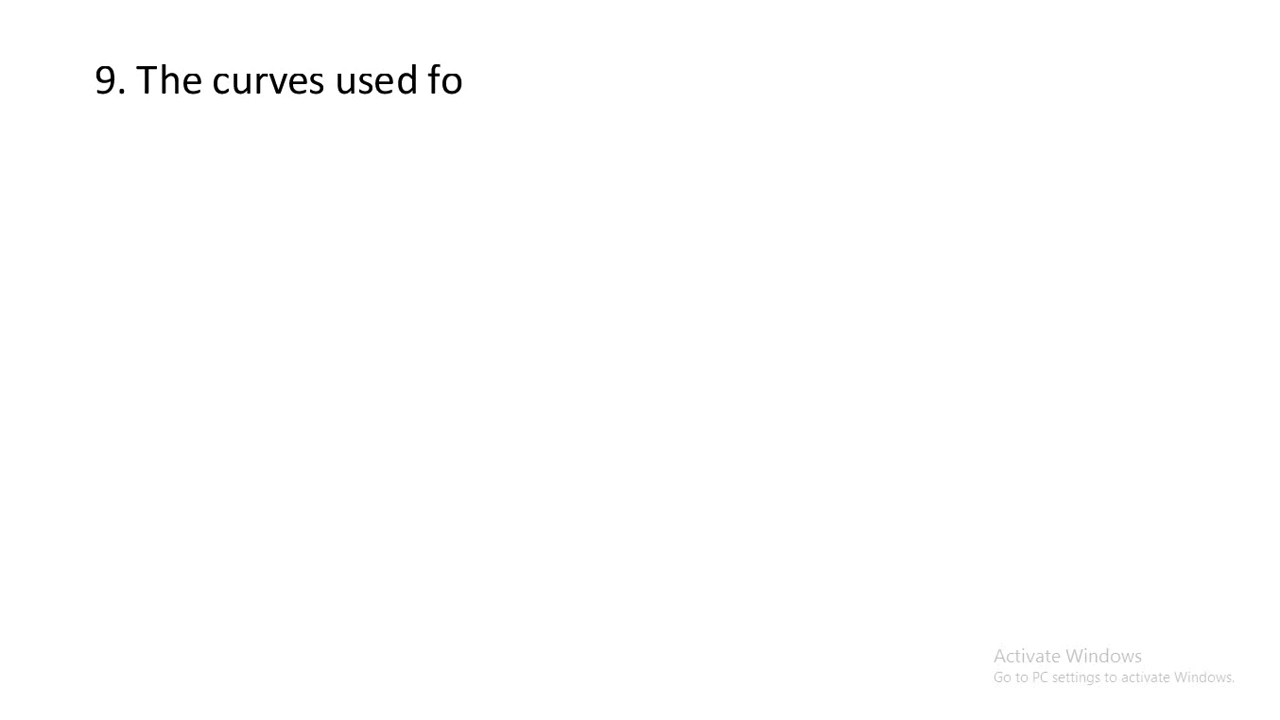 9. The curves used fo
Activate Windows
Go to PC settings to activate Windows.